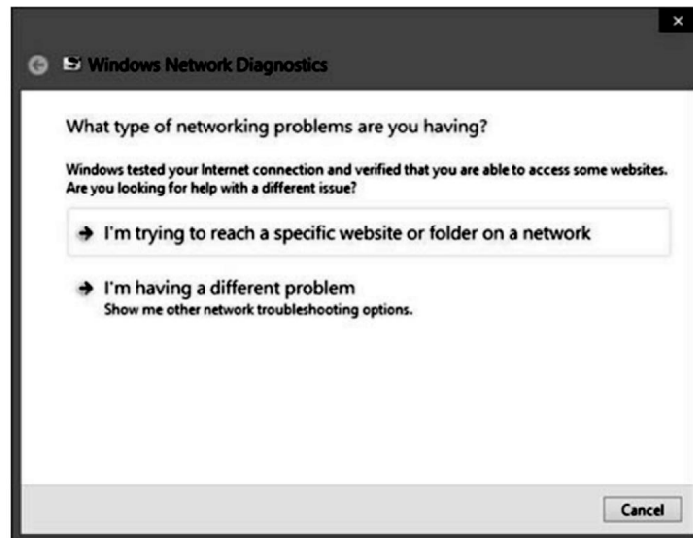 Windows Network Diagnostics
What type of networking problems are you having?
Windows tested your Internet connection and verified that you are able to access some websites.
Are you looking for help with a different issue?
I'm trying to reach a specific website or folder on a network
I'm having a different problem
Show me other network troubleshooting options.
Cancel